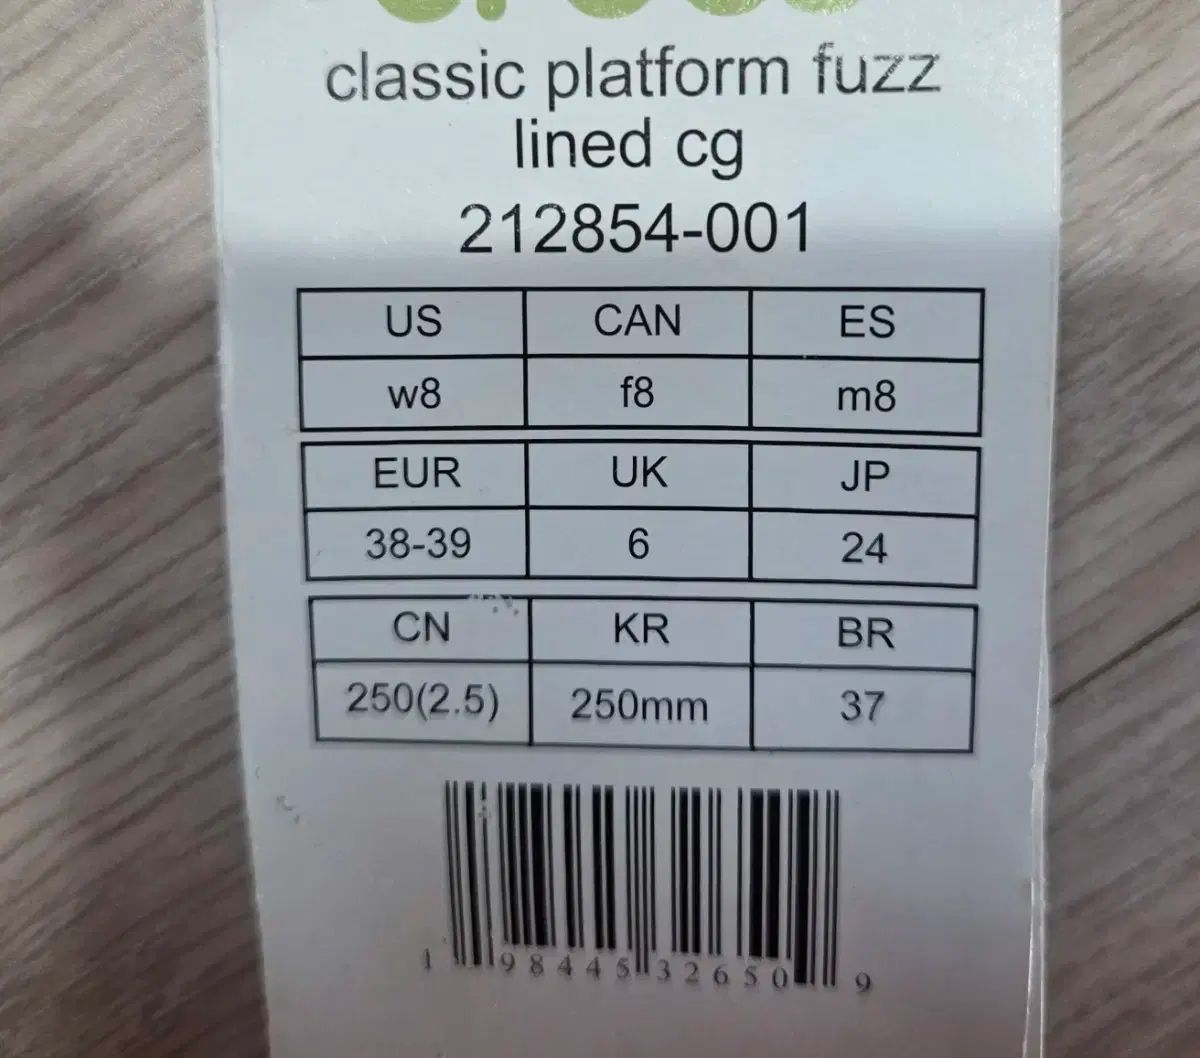 classic platform fuzz
lined cg
212854-001
US CAN ES
w8 f8 m8
EUR UK JP
38-39 6 24
CN KR BR
250(2.5) 250mm 37
1 98445 32650 9